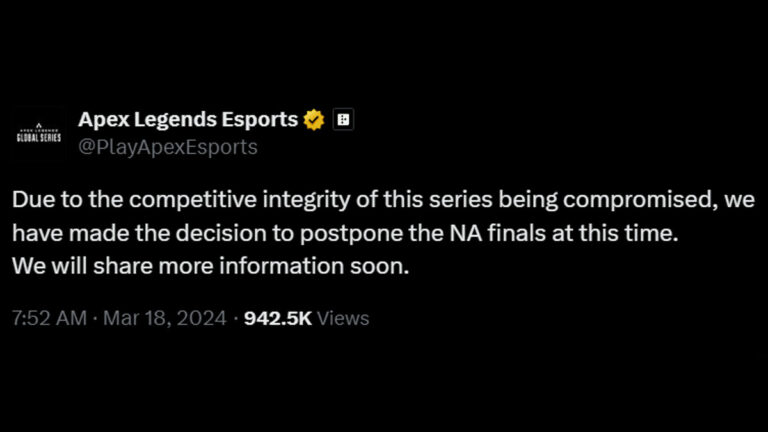 Apex Legends Esports
@PlayApexEsports
APEX LEGENDS
GLOBAL SERIES
Due to the competitive integrity of this series being compromised, we
have made the decision to postpone the NA finals at this time.
We will share more information soon.
7:52 AM · Mar 18, 2024 · 942.5K Views